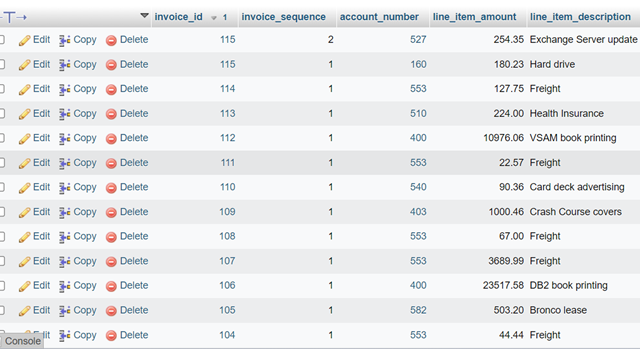 invoice_id 1 invoice_sequence account_number line_item_amount line_item_description
Edit Copy Delete 115 2 527 254.35 Exchange Server update
Edit Copy Delete 115 1 160 180.23 Hard drive
Edit Copy Delete 114 1 553 127.75 Freight
Edit Copy Delete 113 1 510 224.00 Health Insurance
Edit Copy Delete 112 1 400 10976.06 VSAM book printing
Edit Copy Delete 111 1 553 22.57 Freight
Edit Copy Delete 110 1 540 90.36 Card deck advertising
Edit Copy Delete 109 1 403 1000.46 Crash Course covers
Edit Copy Delete 108 1 553 67.00 Freight
Edit Copy Delete 107 1 553 3689.99 Freight
Edit Copy Delete 106 1 400 23517.58 DB2 book printing
Edit Copy Delete 105 1 582 503.20 Bronco lease
Edit Copy Delete 104 1 553 44.44 Freight
Console